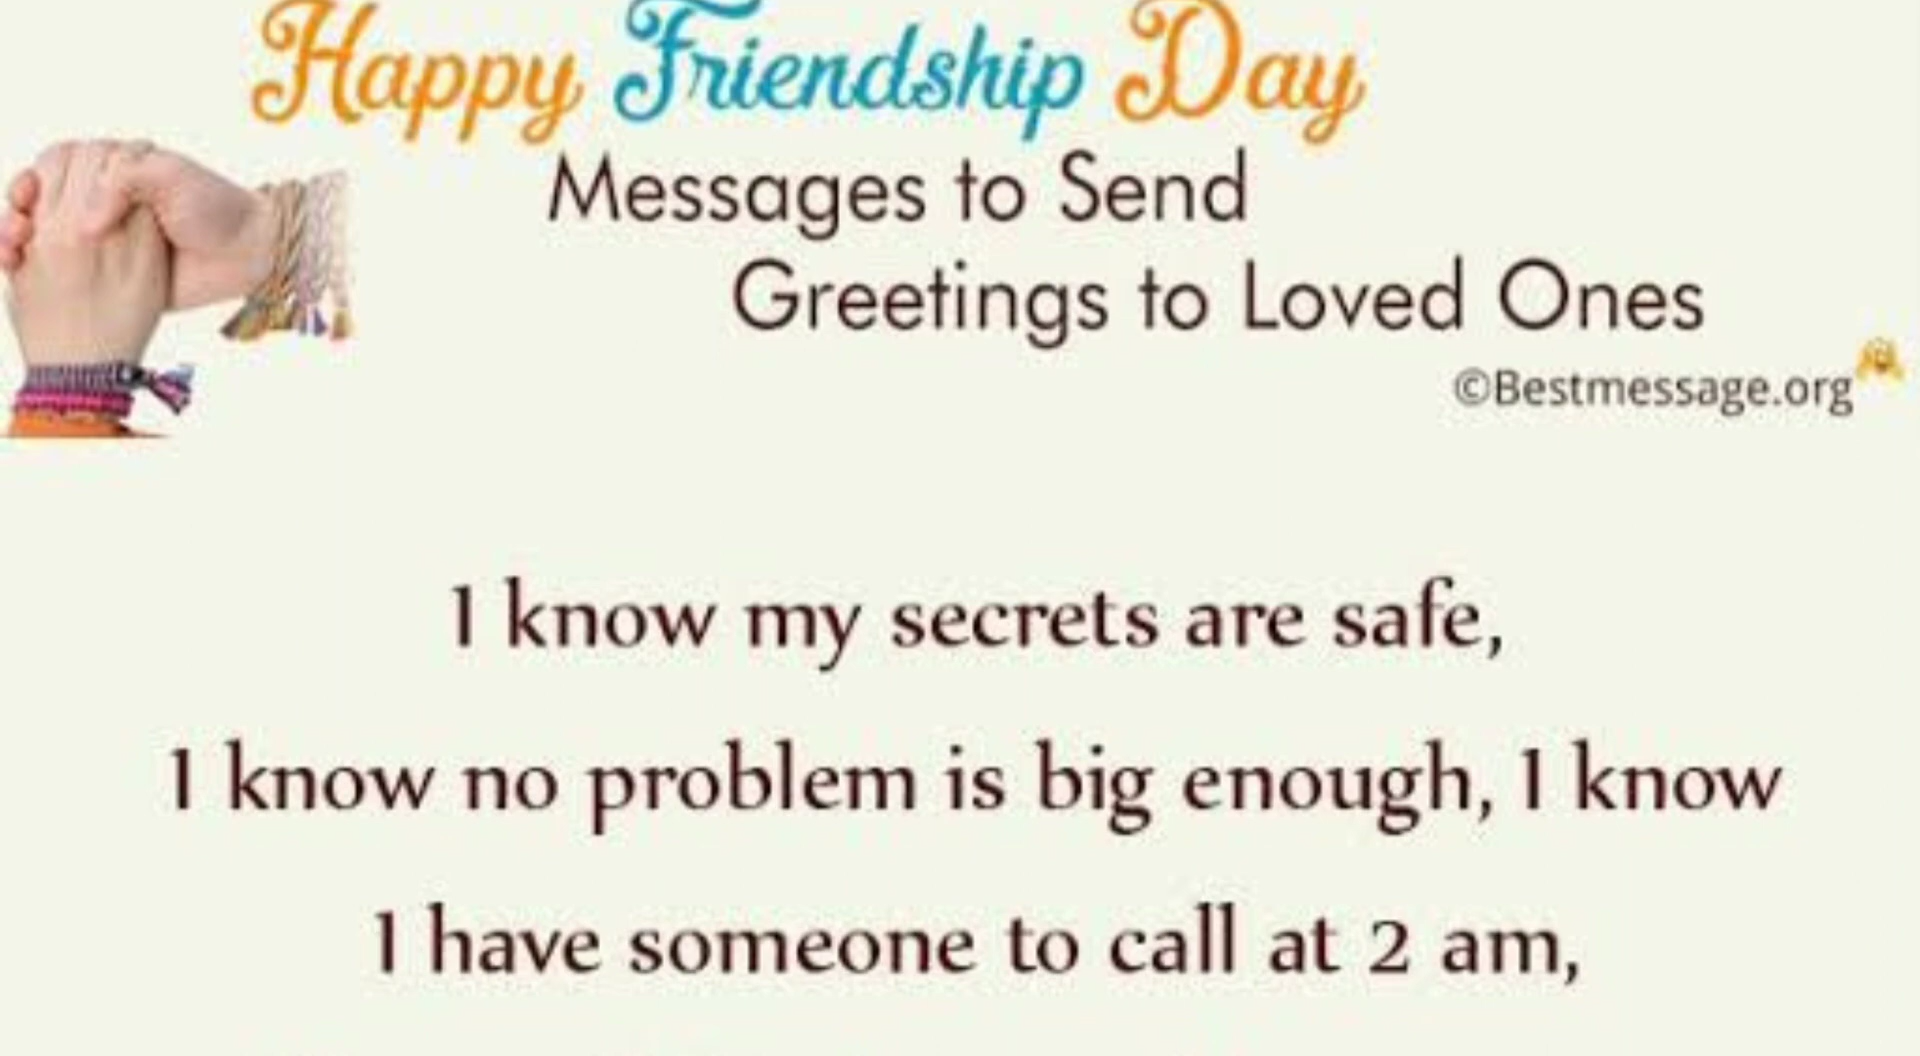 Happy Friendship Day
Messages to Send
Greetings to Loved Ones
©Bestmessage.org
I know my secrets are safe,
I know no problem is big enough, I know
I have someone to call at 2 am,